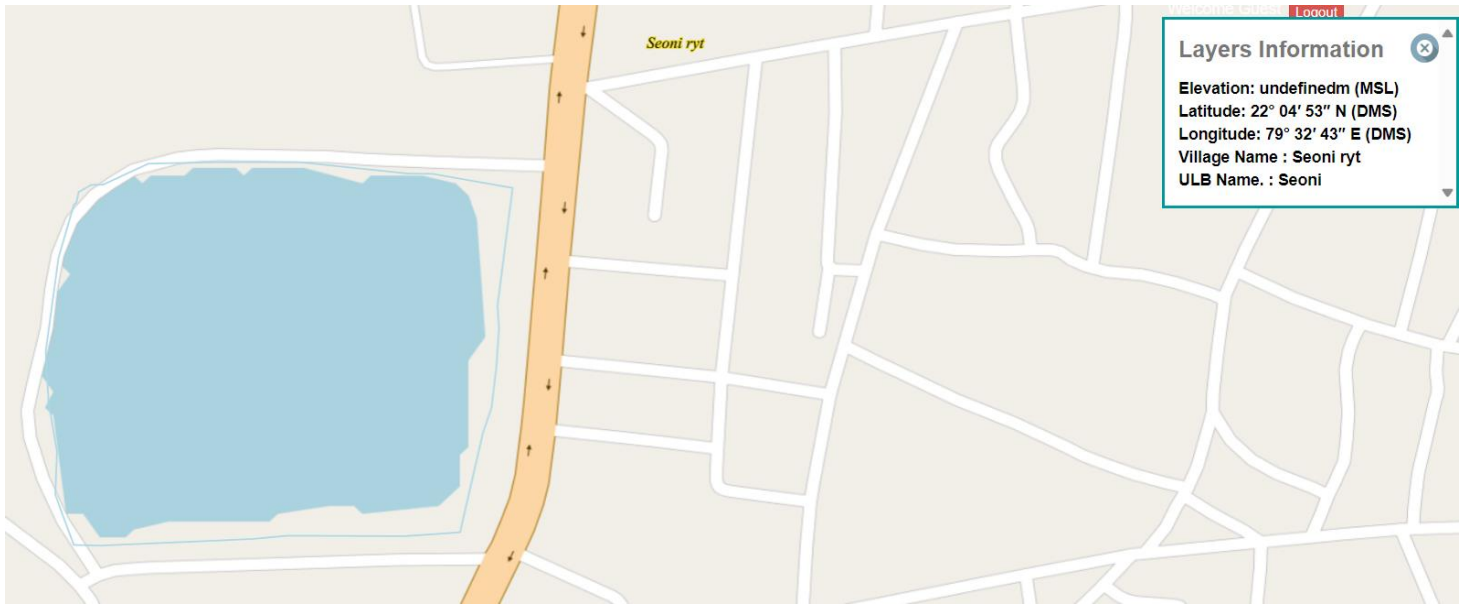 Welcome Guest
Logout
Seoni ryt
Layers Information
Elevation: undefinedm (MSL)
Latitude: 22° 04′ 53″ N (DMS)
Longitude: 79° 32′ 43″ E (DMS)
Village Name : Seoni ryt
ULB Name. : Seoni